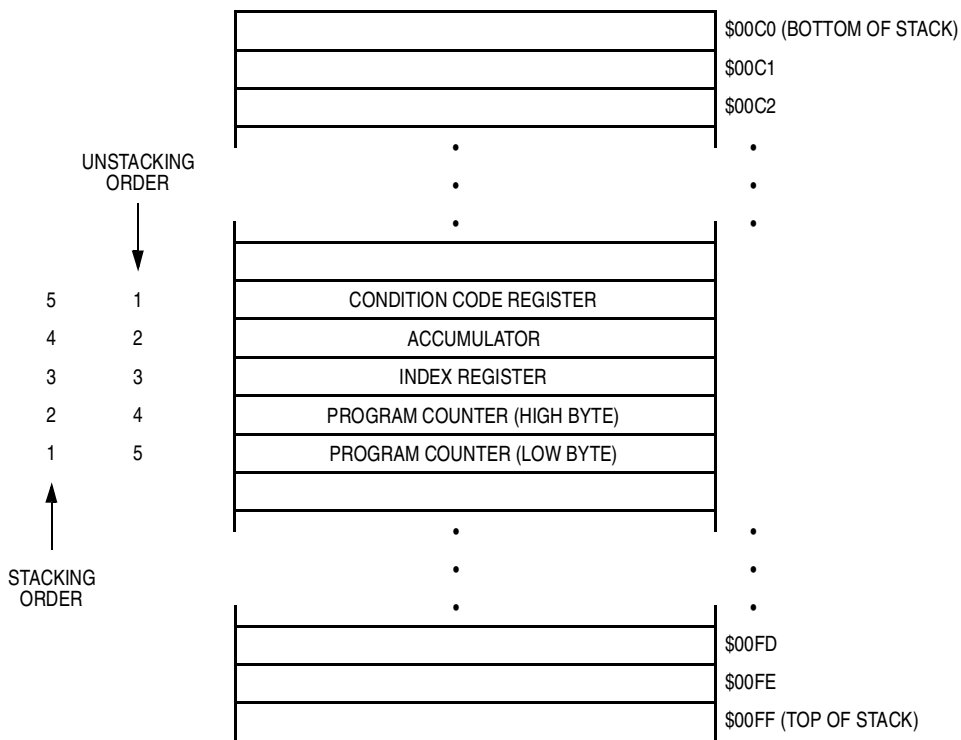 $00C0 (BOTTOM OF STACK)
$00C1
$00C2
UNSTACKING
ORDER
5 1 CONDITION CODE REGISTER
4 2 ACCUMULATOR
3 3 INDEX REGISTER
2 4 PROGRAM COUNTER (HIGH BYTE)
1 5 PROGRAM COUNTER (LOW BYTE)
STACKING
ORDER
$00FD
$00FE
$00FF (TOP OF STACK)